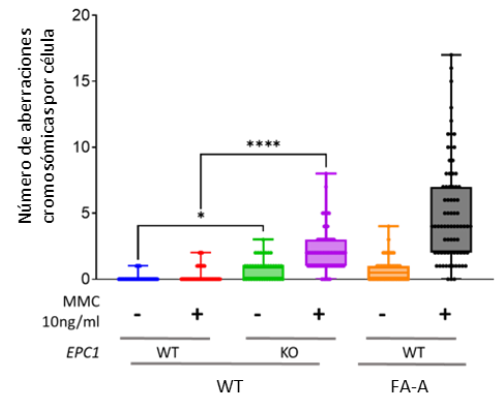 Número de aberraciones
cromosómicas por célula
20
15
10
5
0
****
*
MMC
10ng/ml
- + - + - +
EPC1 WT KO WT
WT FA-A